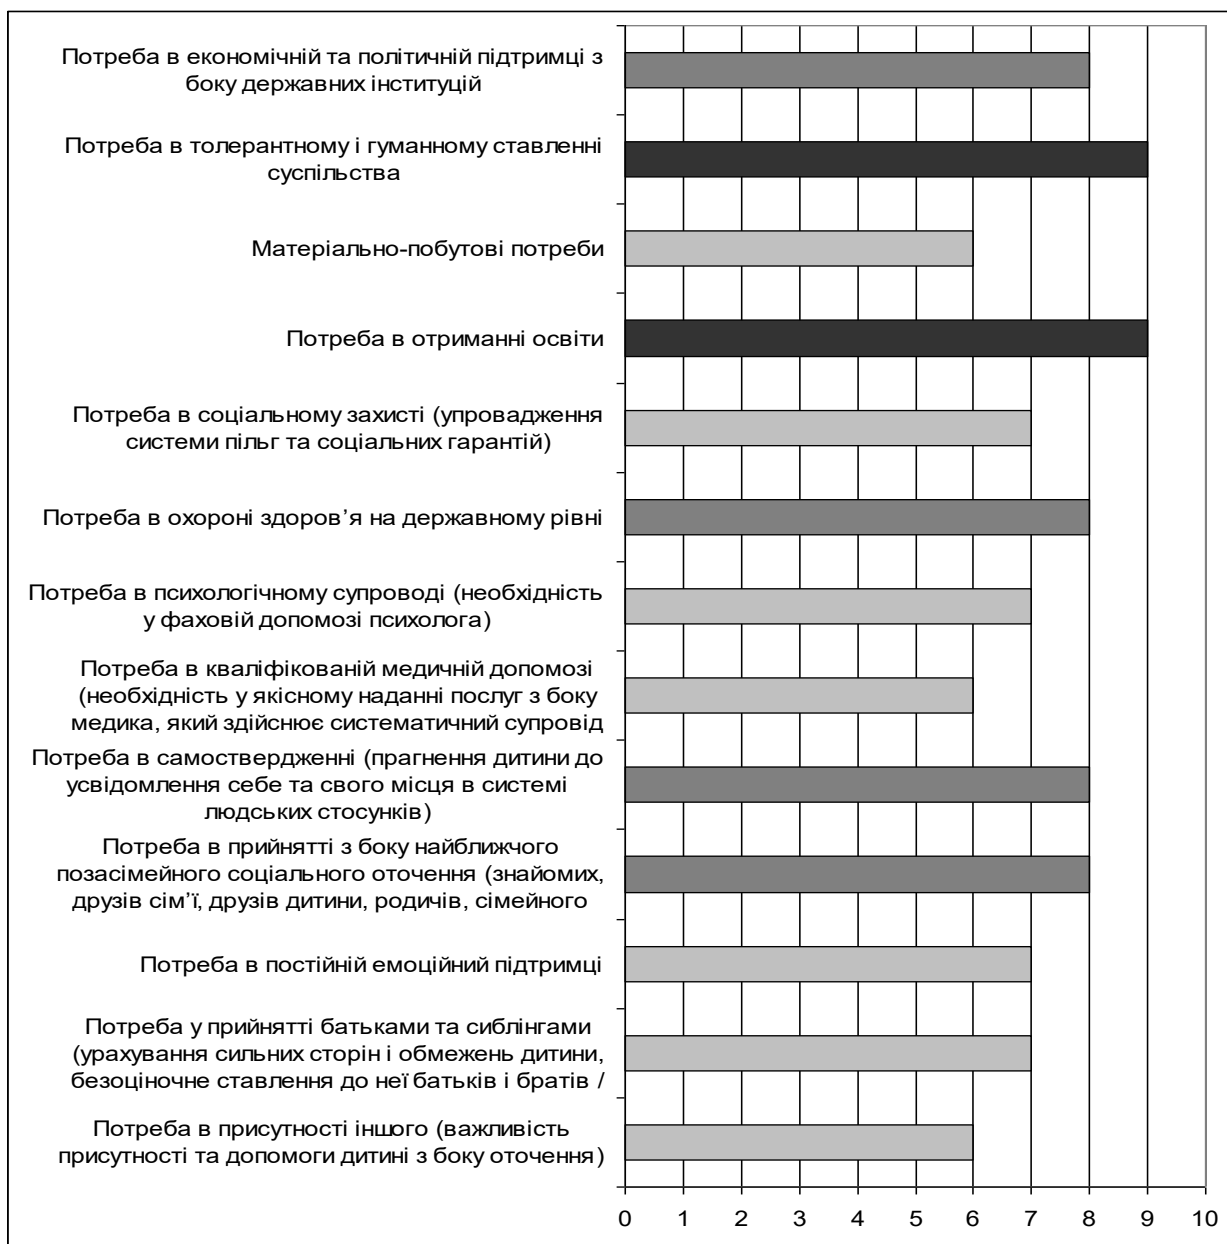 Потреба в економічній та політичній підтримці з
боку державних інституцій
Потреба в толерантному і гуманному ставленні
суспільства
Матеріально-побутові потреби
Потреба в отриманні освіти
Потреба в соціальному захисті (упровадження
системи пільг та соціальних гарантій)
Потреба в охороні здоров’я на державному рівні
Потреба в психологічному супроводі (необхідність
у фаховій допомозі психолога)
Потреба в кваліфікованій медичній допомозі
(необхідність у якісному наданні послуг з боку
медика, який здійснює систематичний супровід
Потреба в самоствердженні (прагнення дитини до
усвідомлення себе та свого місця в системі
людських стосунків)
Потреба в прийнятті з боку найближчого
позасімейного соціального оточення (знайомих,
друзів сім’ї, друзів дитини, родичів, сімейного
Потреба в постійній емоційний підтримці
Потреба у прийнятті батьками та сиблінгами
(урахування сильних сторін і обмежень дитини,
безоціночне ставлення до неї батьків і братів /
Потреба в присутності іншого (важливість
присутності та допомоги дитині з боку оточення)
0 1 2 3 4 5 6 7 8 9 10